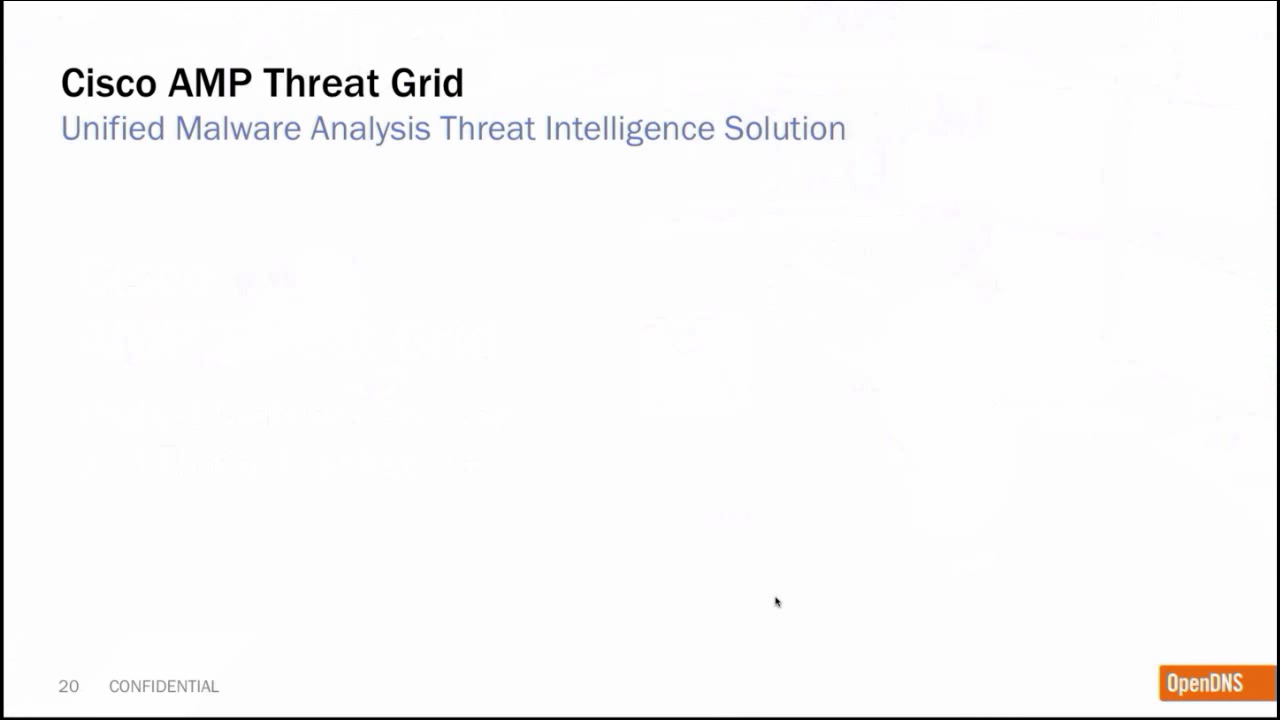 Cisco AMP Threat Grid
Unified Malware Analysis Threat Intelligence Solution
20 CONFIDENTIAL
OpenDNS